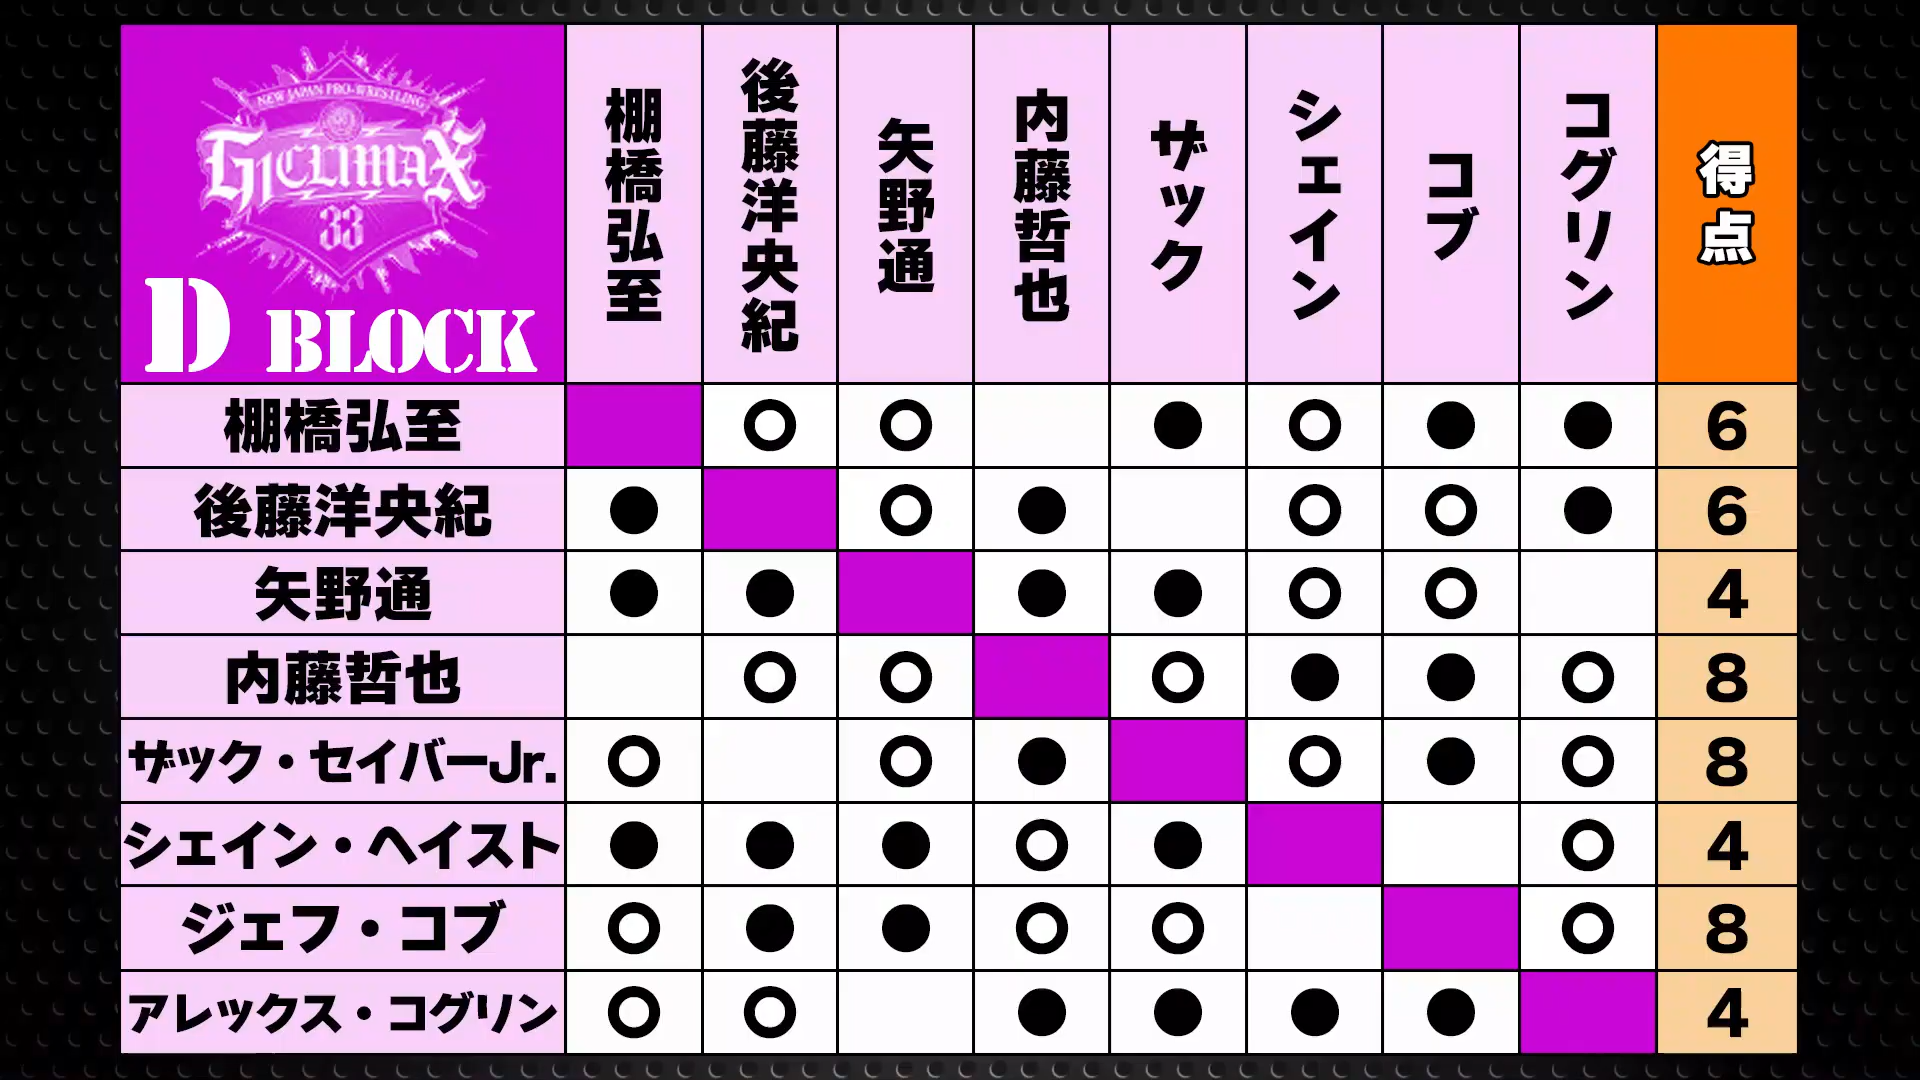 NEW JAPAN PRO-WRESTLING
G1 CLIMAX
33
D BLOCK
棚橋弘至
後藤洋央紀
矢野通
内藤哲也
ザック
シェイン
コブ
コグリン
得点
棚橋弘至 ○ ○ ● ○ ● ● 6
後藤洋央紀 ● ○ ● ○ ○ ● 6
矢野通 ● ● ● ● ○ ○ 4
内藤哲也 ○ ○ ○ ● ● ○ 8
ザック・セイバーJr. ○ ○ ● ○ ● ○ 8
シェイン・ヘイスト ● ● ● ○ ● ○ 4
ジェフ・コブ ○ ● ● ○ ○ ○ 8
アレックス・コグリン ○ ○ ● ● ● ● 4